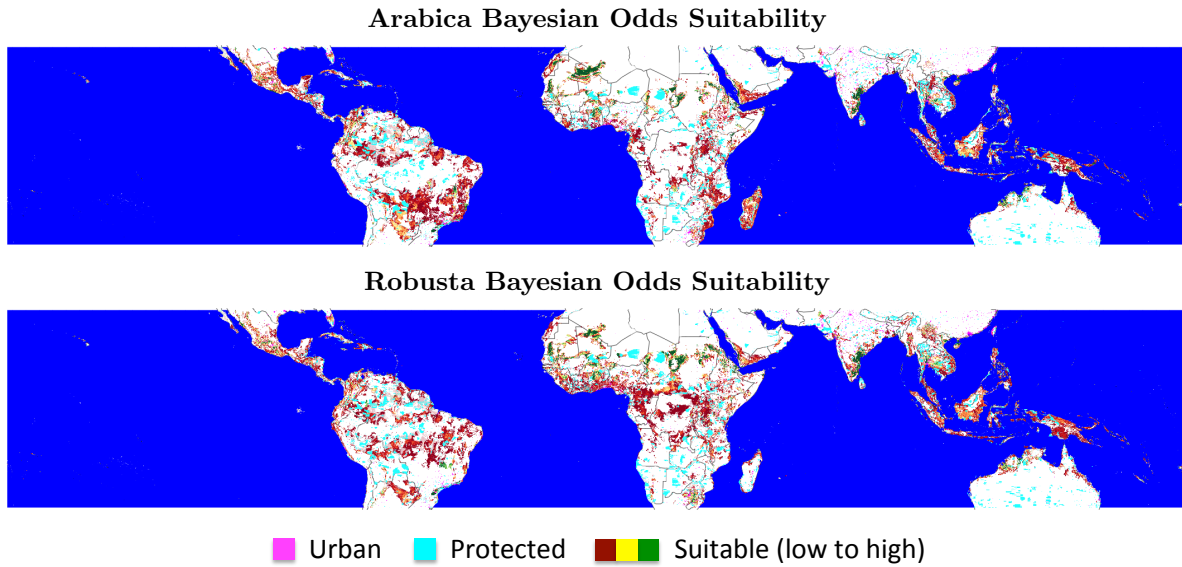 Arabica Bayesian Odds Suitability
Robusta Bayesian Odds Suitability
Urban Protected Suitable (low to high)